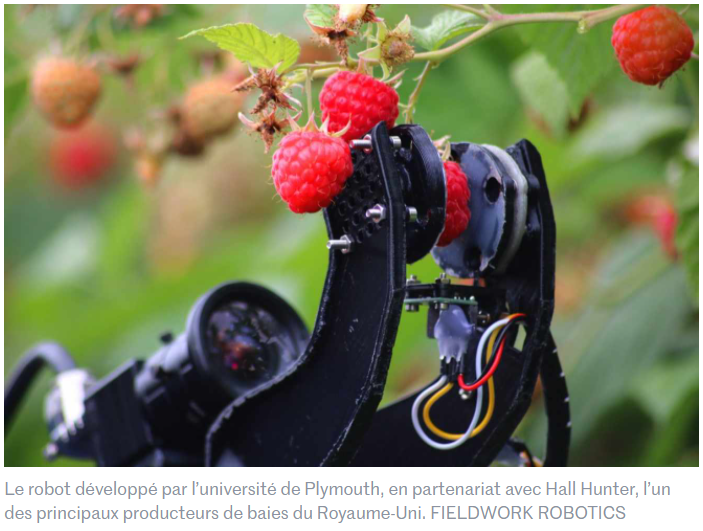 Le robot développé par l'université de Plymouth, en partenariat avec Hall Hunter, l'un
des principaux producteurs de baies du Royaume-Uni. FIELDWORK ROBOTICS